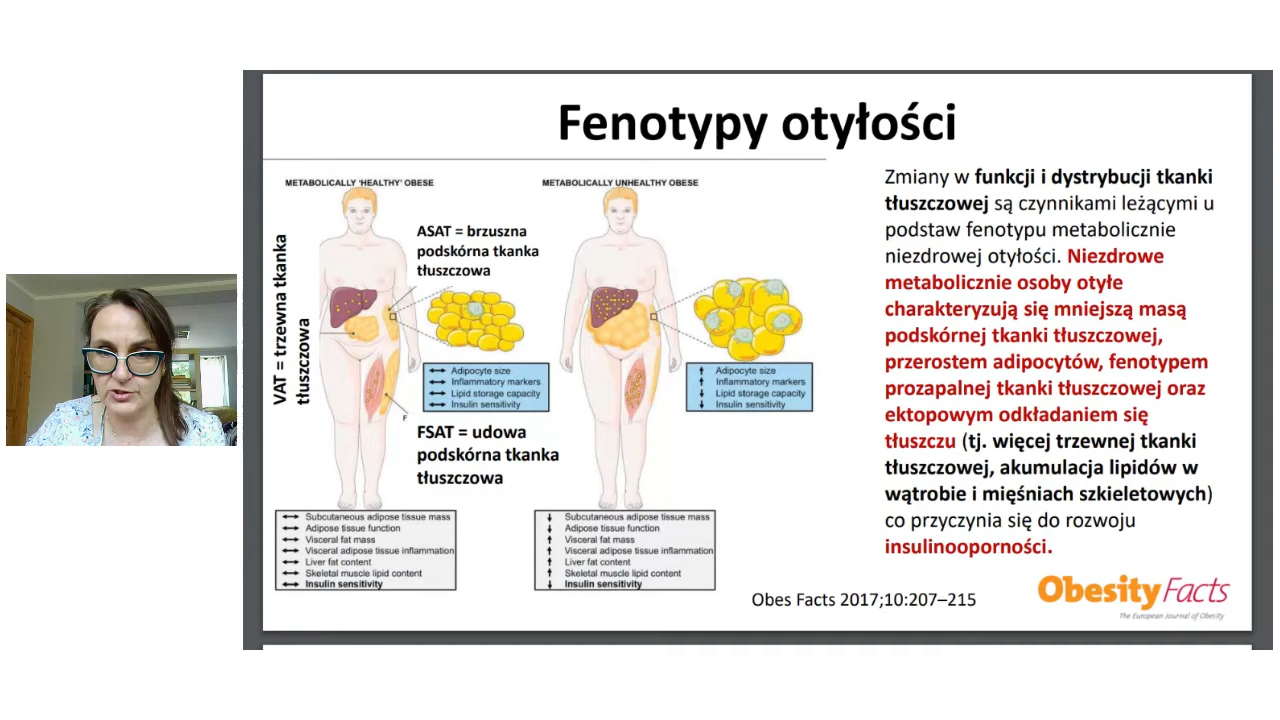 Fenotypy otyłości
METABOLICALLY 'HEALTHY' OBESE
METABOLICALLY UNHEALTHY OBESE
VAT = trzewna tkanka
tłuszczowa
ASAT = brzuszna
podskórna tkanka
tłuszczowa
Adipocyte size
Inflammatory markers
Lipid storage capacity
Insulin sensitivity
F
FSAT = udowa
podskórna tkanka
tłuszczowa
Adipocyte size
Inflammatory markers
Lipid storage capacity
Insulin sensitivity
Subcutaneous adipose tissue mass
Adipose tissue function
Visceral fat mass
Visceral adipose tissue inflammation
Liver fat content
Skeletal muscle lipid content
Insulin sensitivity
Subcutaneous adipose tissue mass
Adipose tissue function
Visceral fat mass
Visceral adipose tissue inflammation
Liver fat content
Skeletal muscle lipid content
Insulin sensitivity
Zmiany w funkcji i dystrybucji tkanki
tłuszczowej są czynnikami leżącymi u
podstaw fenotypu metabolicznie
niezdrowej otyłości. Niezdrowe
metabolicznie osoby otyłe
charakteryzują się mniejszą masą
podskórnej tkanki tłuszczowej,
przerostem adipocytów, fenotypem
prozapalnej tkanki tłuszczowej oraz
ektopowym odkładaniem się
tłuszczu (tj. więcej trzewnej tkanki
tłuszczowej, akumulacja lipidów w
wątrobie i mięśniach szkieletowych)
co przyczynia się do rozwoju
insulinooporności.
Obes Facts 2017;10:207–215
Obesity Facts
The European Journal of Obesity